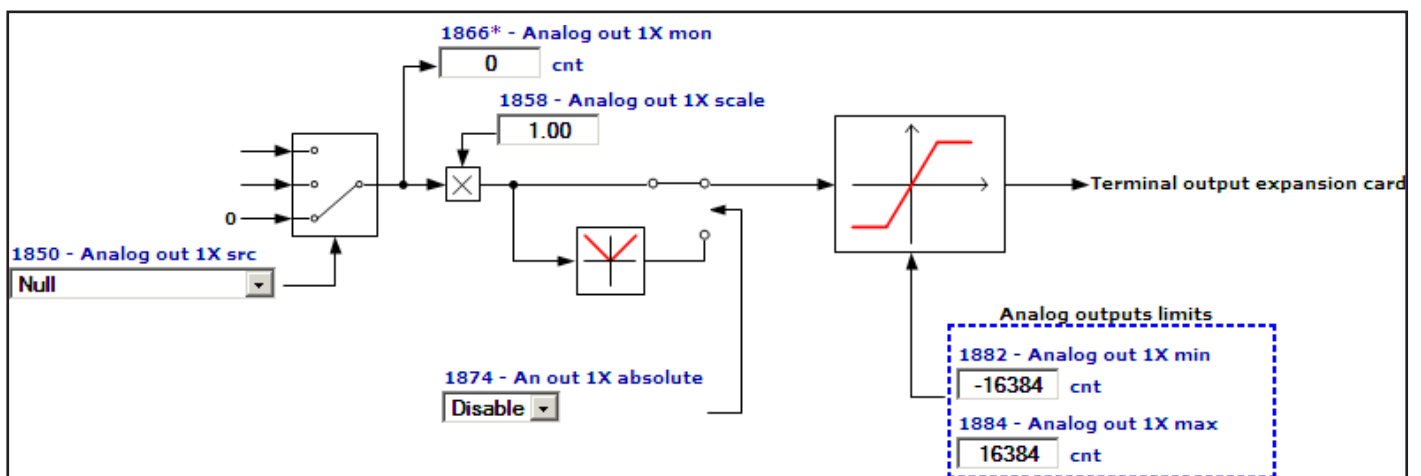 1866* - Analog out 1X mon
0 cnt
1858 - Analog out 1X scale
1.00
0
1850 - Analog out 1X src
Null
Terminal output expansion card
1874 - An out 1X absolute
Disable
Analog outputs limits
1882 - Analog out 1X min
-16384 cnt
1884 - Analog out 1X max
16384 cnt